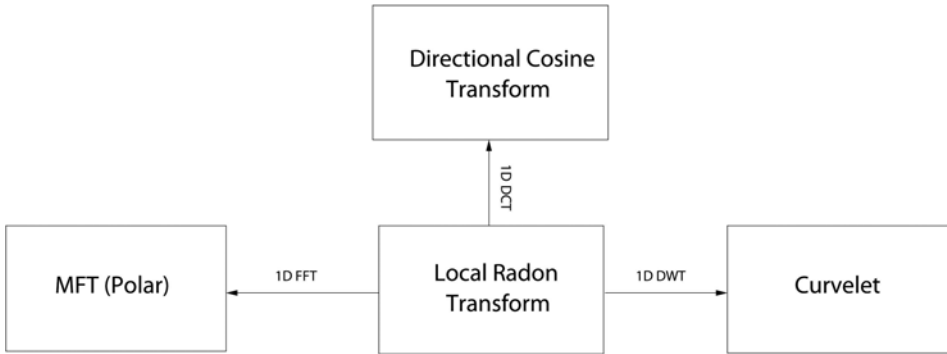 Directional Cosine
Transform
1D DCT
MFT (Polar)
1D FFT
Local Radon
Transform
1D DWT
Curvelet